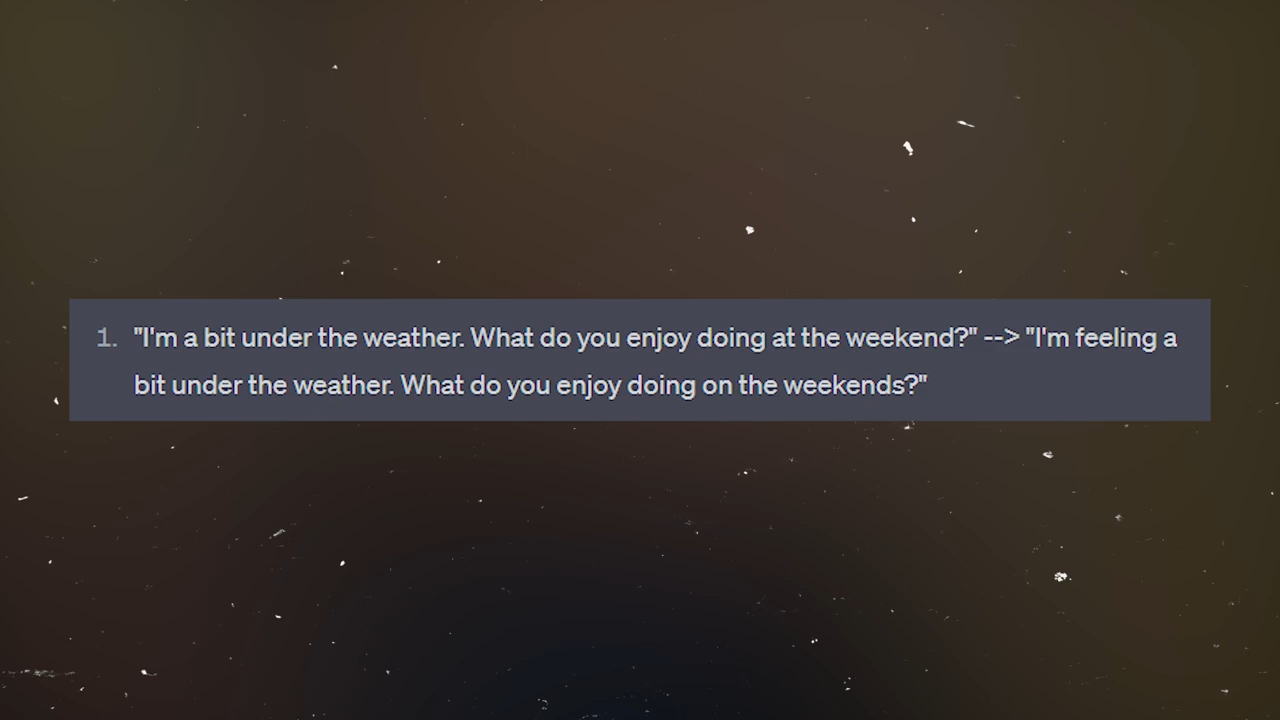 1. "I'm a bit under the weather. What do you enjoy doing at the weekend?" --> "I'm feeling a
bit under the weather. What do you enjoy doing on the weekends?"